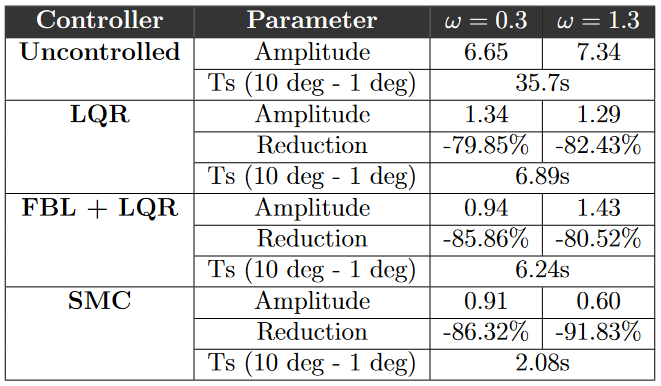 Controller Parameter ω = 0.3 ω = 1.3
Uncontrolled Amplitude 6.65 7.34
Ts (10 deg - 1 deg) 35.7s
LQR Amplitude 1.34 1.29
Reduction -79.85% -82.43%
Ts (10 deg - 1 deg) 6.89s
FBL + LQR Amplitude 0.94 1.43
Reduction -85.86% -80.52%
Ts (10 deg - 1 deg) 6.24s
SMC Amplitude 0.91 0.60
Reduction -86.32% -91.83%
Ts (10 deg - 1 deg) 2.08s